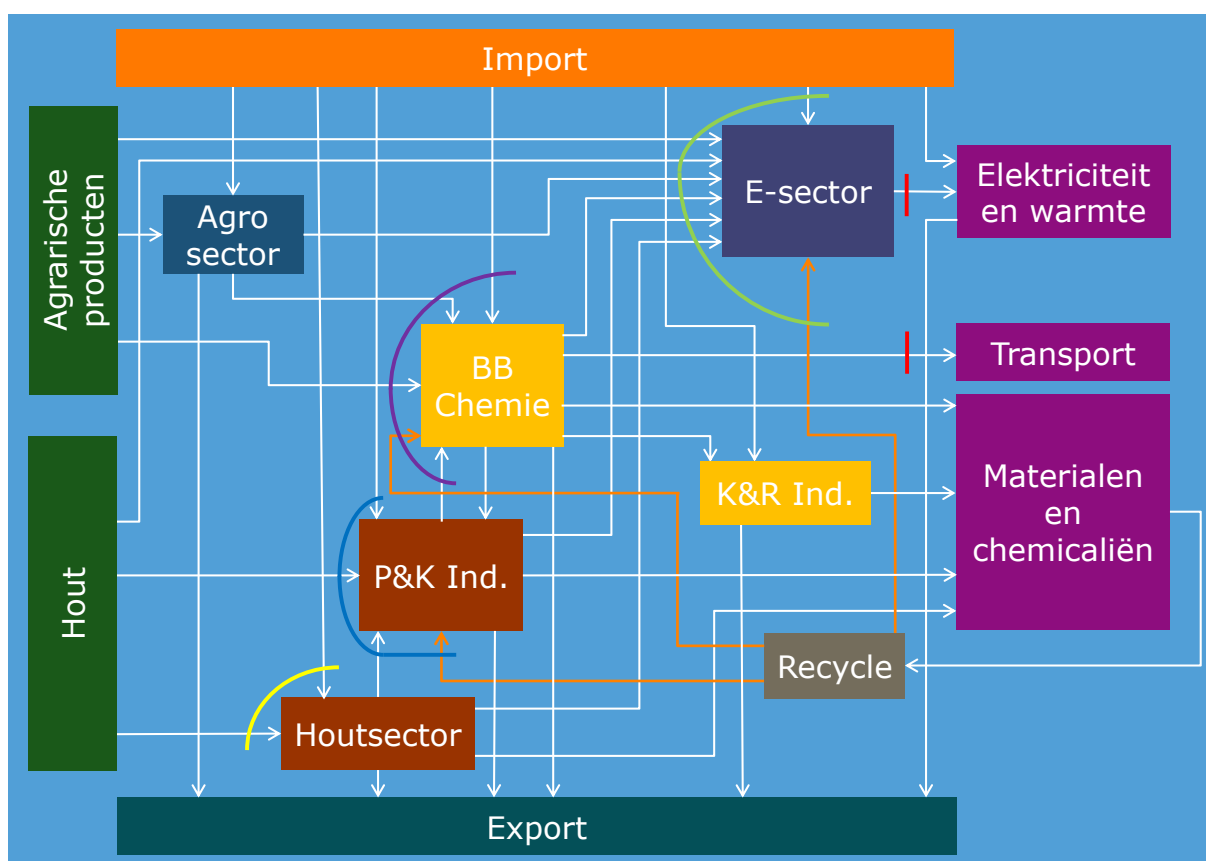 Import
Agrarische
producten
Agro
sector
E-sector
Elektriciteit
en warmte
BB
Chemie
Transport
K&R Ind.
Materialen
en
chemicaliën
Hout
P&K Ind.
Recycle
Houtsector
Export